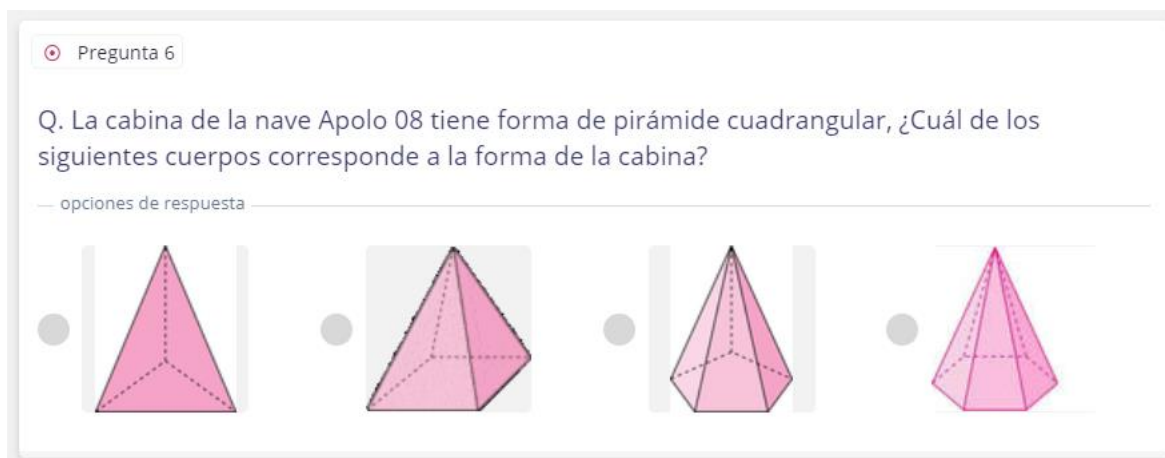 Pregunta 6
Q. La cabina de la nave Apolo 08 tiene forma de pirámide cuadrangular, ¿Cuál de los
siguientes cuerpos corresponde a la forma de la cabina?
opciones de respuesta